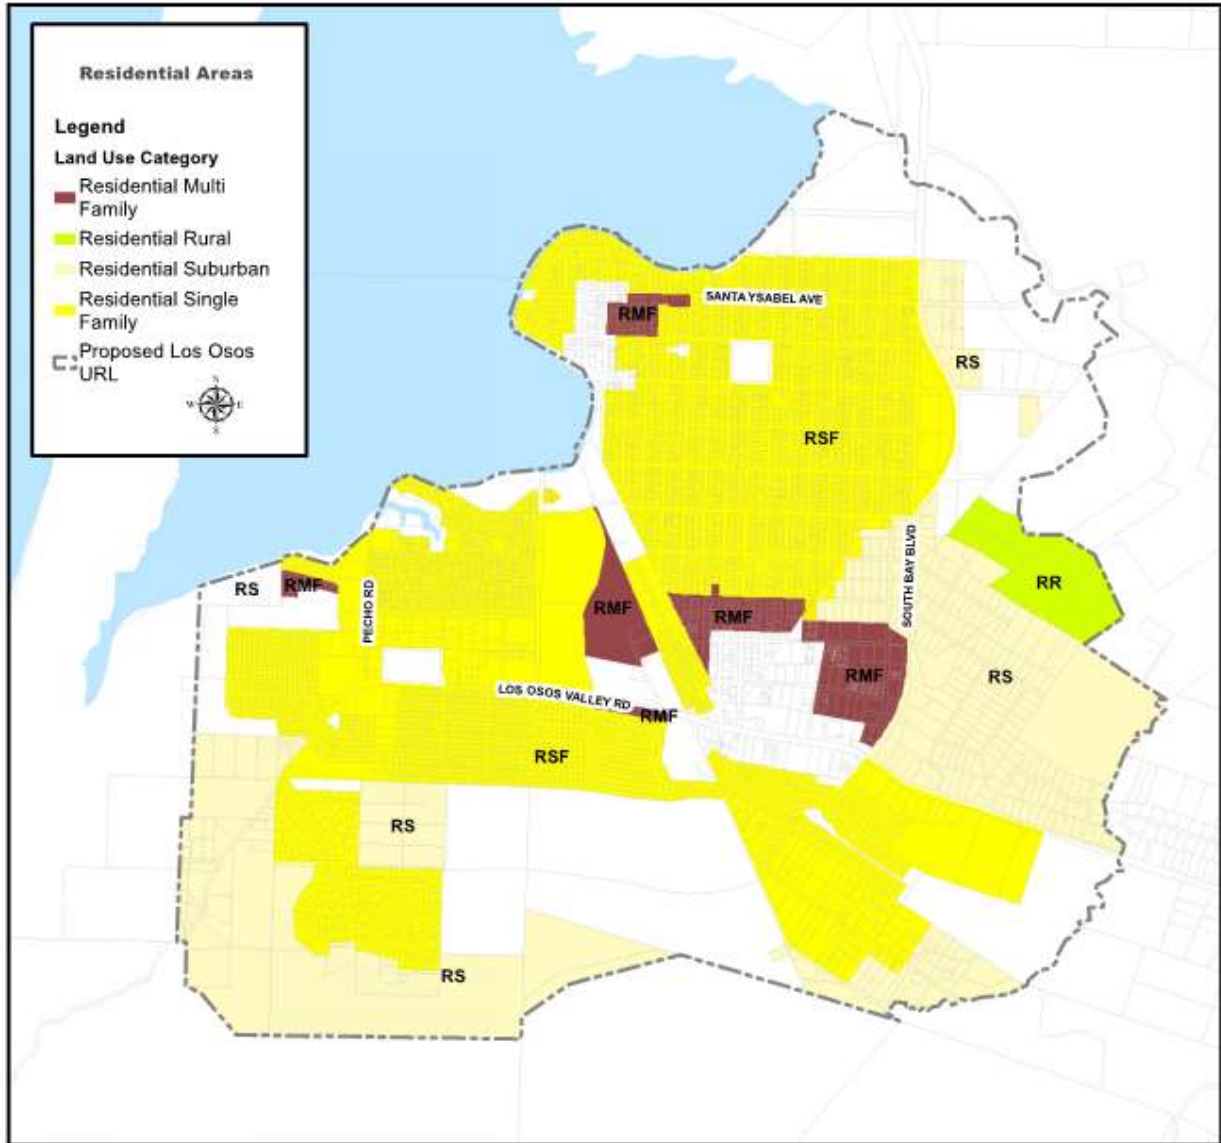 Residential Areas
Legend
Land Use Category
Residential Multi
Family
Residential Rural
Residential Suburban
Residential Single
Family
Proposed Los Osos
URL
N
W E
S
SANTA YSABEL AVE
RMF
RS
RSF
SOUTH BAY BLVD
RR
RS
RMF
PECHO RD
RMF
RMF
RMF
RS
LOS OSOS VALLEY RD
RMF
RSF
RS
RS